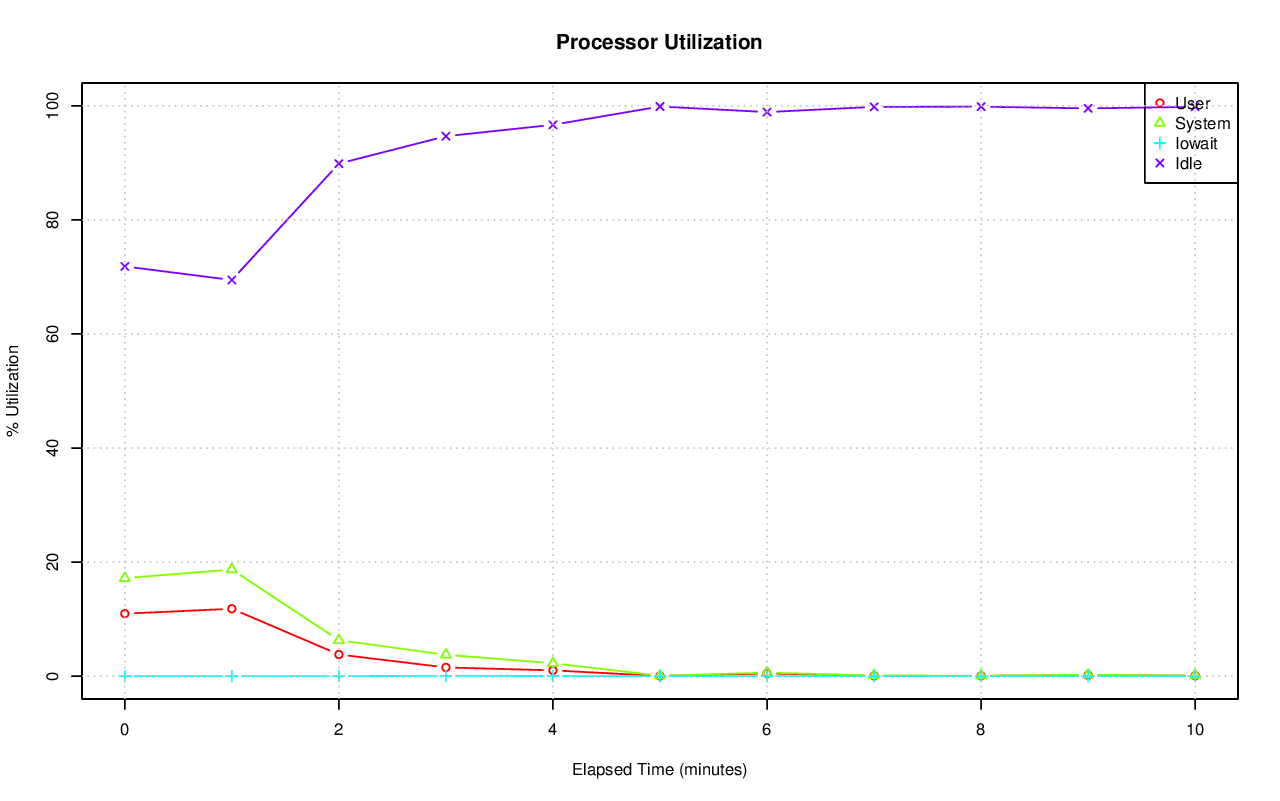 Processor Utilization
% Utilization
100
80
60
40
20
0
User
System
Iowait
Idle
0 2 4 6 8 10
Elapsed Time (minutes)